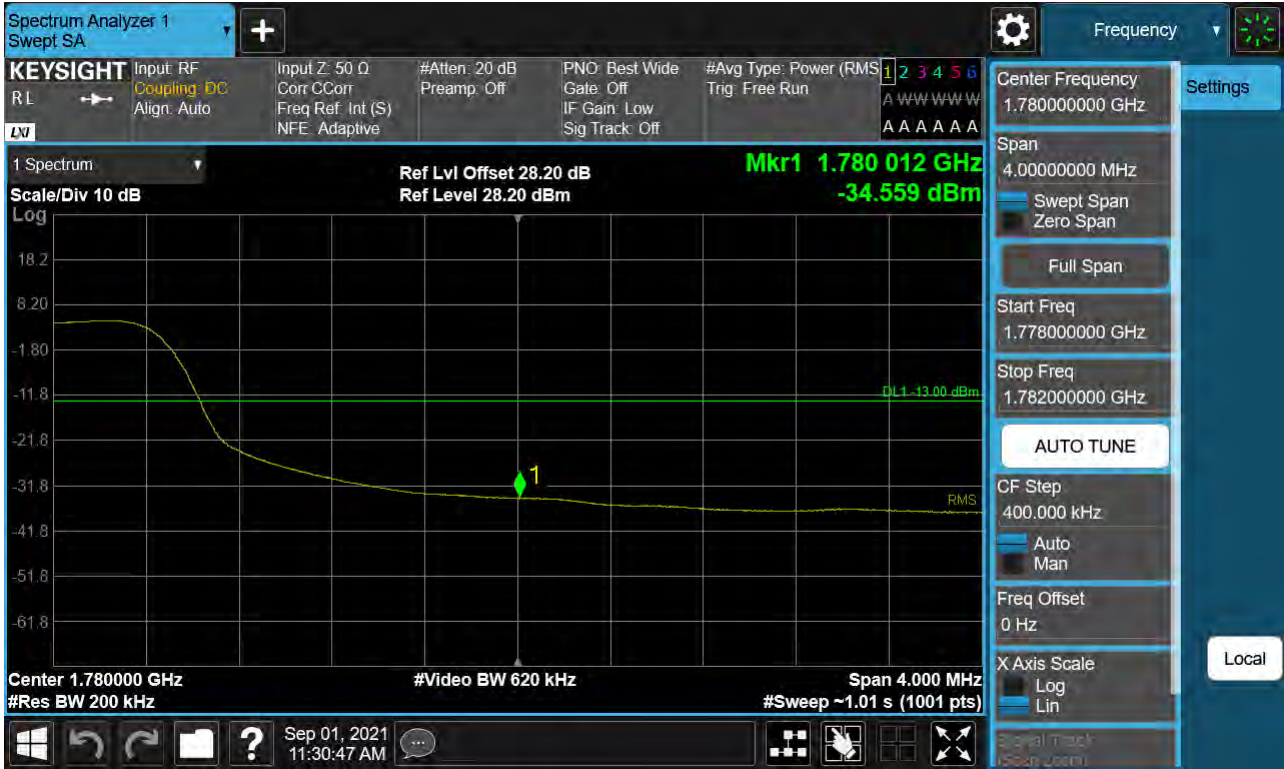 Spectrum Analyzer 1
Swept SA
+
Frequency
KEYSIGHT
RL
LXI
Input: RF
Coupling: DC
Align: Auto
Input Z: 50 Ω
Corr CCorr
Freq Ref: Int (S)
NFE: Adaptive
#Atten: 20 dB
Preamp: Off
PNO: Best Wide
Gate: Off
IF Gain: Low
Sig Track: Off
#Avg Type: Power (RMS
Trig: Free Run
1 2 3 4 5 6
A W W W W W
A A A A A A
1 Spectrum
Scale/Div 10 dB
Ref Lvl Offset 28.20 dB
Ref Level 28.20 dBm
Mkr1 1.780 012 GHz
-34.559 dBm
Log
18.2
8.20
-1.80
-11.8
DL1 -13.00 dBm
-21.8
1
-31.8
RMS
-41.8
-51.8
-61.8
Center 1.780000 GHz
#Video BW 620 kHz
Span 4.000 MHz
#Res BW 200 kHz
#Sweep ~1.01 s (1001 pts)
Center Frequency
1.780000000 GHz
Settings
Span
4.00000000 MHz
Swept Span
Zero Span
Full Span
Start Freq
1.778000000 GHz
Stop Freq
1.782000000 GHz
AUTO TUNE
CF Step
400.000 kHz
Auto
Man
Freq Offset
0 Hz
X Axis Scale
Log
Lin
Local
Signal Track
(Span Zoom)
?
Sep 01, 2021
11:30:47 AM